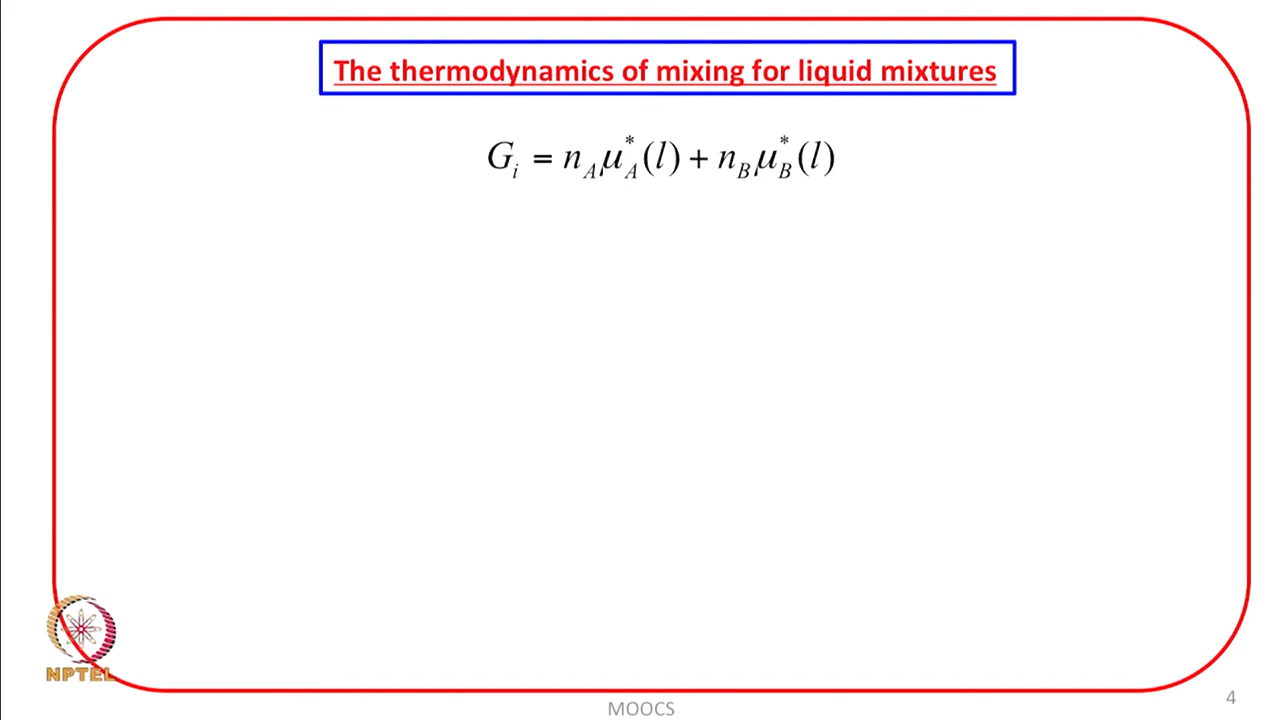 The thermodynamics of mixing for liquid mixtures
G_i = n_A μ_A^*(l) + n_B μ_B^*(l)
NPTEL
MOOCS
4